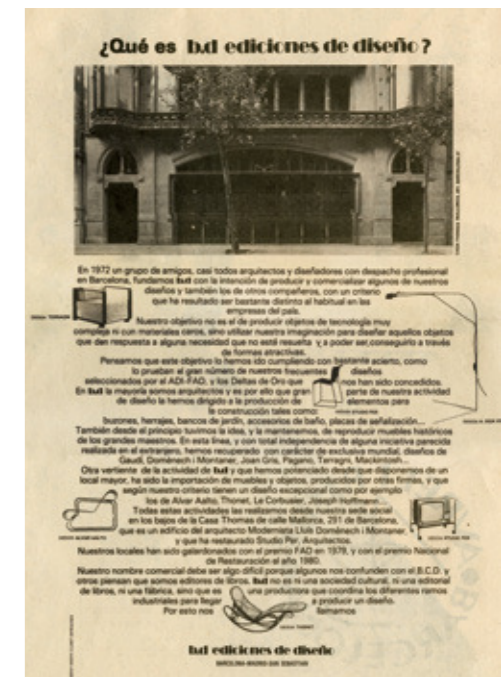 ¿Qué es b.d ediciones de diseño?
En 1972 un grupo de amigos, casi todos arquitectos y diseñadores con despacho profesional
en Barcelona, fundamos b.d con la intención de producir y comercializar algunos de nuestros
diseños y también los de otros compañeros, con un criterio
que ha resultado ser bastante distinto al habitual en las
empresas del país.
Nuestro objetivo no es el de producir objetos de tecnología muy
compleja ni con materiales caros, sino utilizar nuestra imaginación para diseñar aquellos objetos
que den respuesta a alguna necesidad que no está resuelta y a poder ser, conseguirlo a través
de formas atractivas.
Pensamos que este objetivo lo hemos ido cumpliendo con bastante acierto, como
lo prueban el gran número de nuestros frecuentes diseños
seleccionados por el ADI-FAD, y los Deltas de Oro que nos han sido concedidos.
En b.d la mayoría somos arquitectos y es por ello que gran parte de nuestra actividad
de diseño la hemos dirigido a la producción de elementos para
la construcción tales como:
buzones, herrajes, bancos de jardín, accesorios de baño, placas de señalización...
También desde el principio tuvimos la idea, y la mantenemos, de reproducir muebles históricos
de los grandes maestros. En esta línea, y con total independencia de alguna iniciativa parecida
realizada en el extranjero, hemos recuperado con carácter de exclusiva mundial, diseños de
Gaudí, Domènech i Montaner, Joan Gris, Pagano, Terragni, Mackintosh...
Otra vertiente de la actividad de b.d y que hemos potenciado desde que disponemos de un
local mayor, ha sido la importación de muebles y objetos, producidos por otras firmas, y que
según nuestro criterio tienen un diseño excepcional como por ejemplo
los de Alvar Aalto, Thonet, Le Corbusier, Joseph Hoffmann...
Todas estas actividades las realizamos desde nuestra sede social
en los bajos de la Casa Thomas de calle Mallorca, 291 de Barcelona,
que es un edificio del arquitecto Modernista Lluís Domènech i Montaner,
y que ha restaurado Studio Per. Arquitectos.
Nuestros locales han sido galardonados con el premio FAD en 1979, y con el premio Nacional
de Restauración el año 1980.
Nuestro nombre comercial debe ser algo difícil porque algunos nos confunden con el B.C.D. y
otros piensan que somos editores de libros. b.d no es ni una sociedad cultural, ni una editorial
de libros, ni una fábrica, sino que es una productora que coordina los diferentes ramos
industriales para llegar a producir un diseño.
Por esto nos llamamos
b.d ediciones de diseño
BARCELONA-MADRID-SAN SEBASTIAN